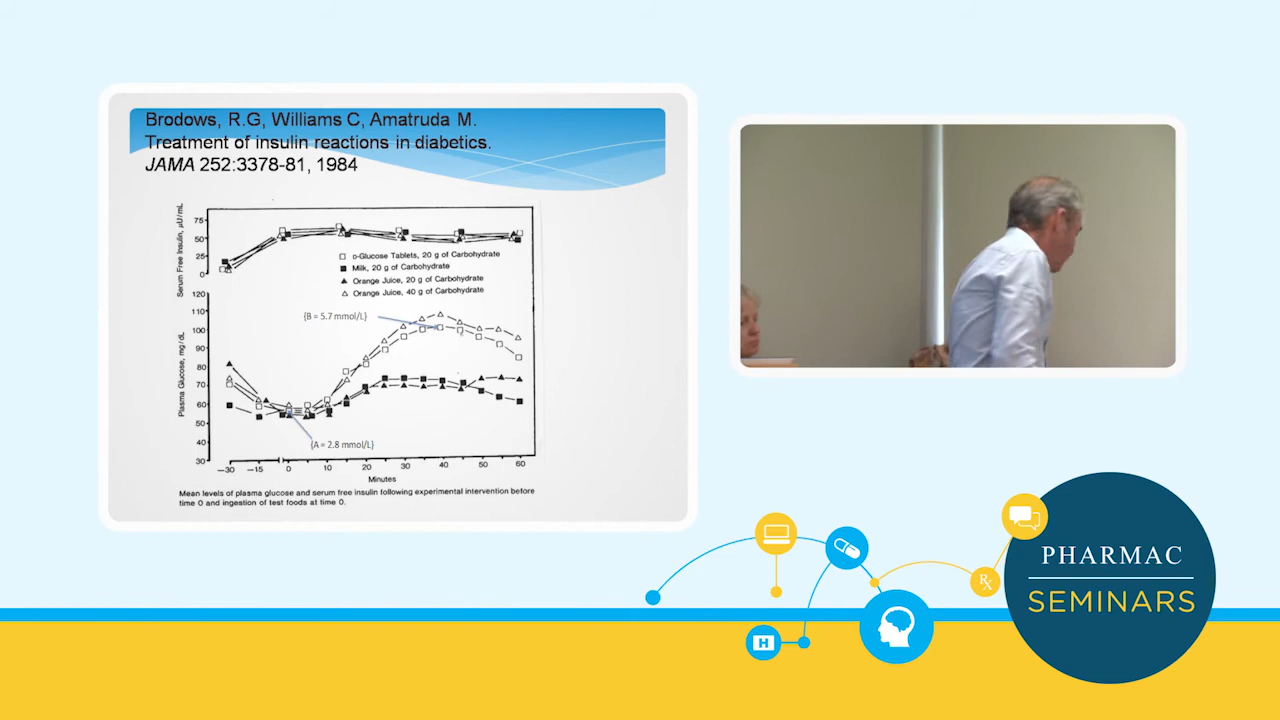 Brodows, R.G, Williams C, Amatruda M.
Treatment of insulin reactions in diabetics.
JAMA 252:3378-81, 1984
Serum Free Insulin, µU/mL
75
50
25
0
D-Glucose Tablets, 20 g of Carbohydrate
Milk, 20 g of Carbohydrate
Orange Juice, 20 g of Carbohydrate
Orange Juice, 40 g of Carbohydrate
Plasma Glucose, mg/dL
120
110
100
90
80
70
60
50
40
30
{B = 5.7 mmol/L}
{A = 2.8 mmol/L}
−30 −15 0 10 20 30 40 50 60
Minutes
Mean levels of plasma glucose and serum free insulin following experimental intervention before
time 0 and ingestion of test foods at time 0.
PHARMAC
SEMINARS
Rx
H